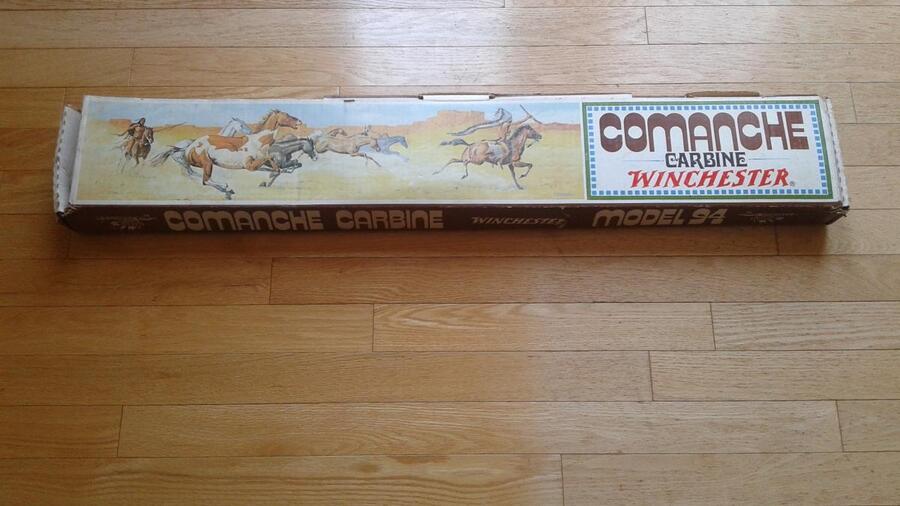 COMANCHE
CARBINE
WINCHESTER®
COMANCHE CARBINE WINCHESTER® MODEL 94